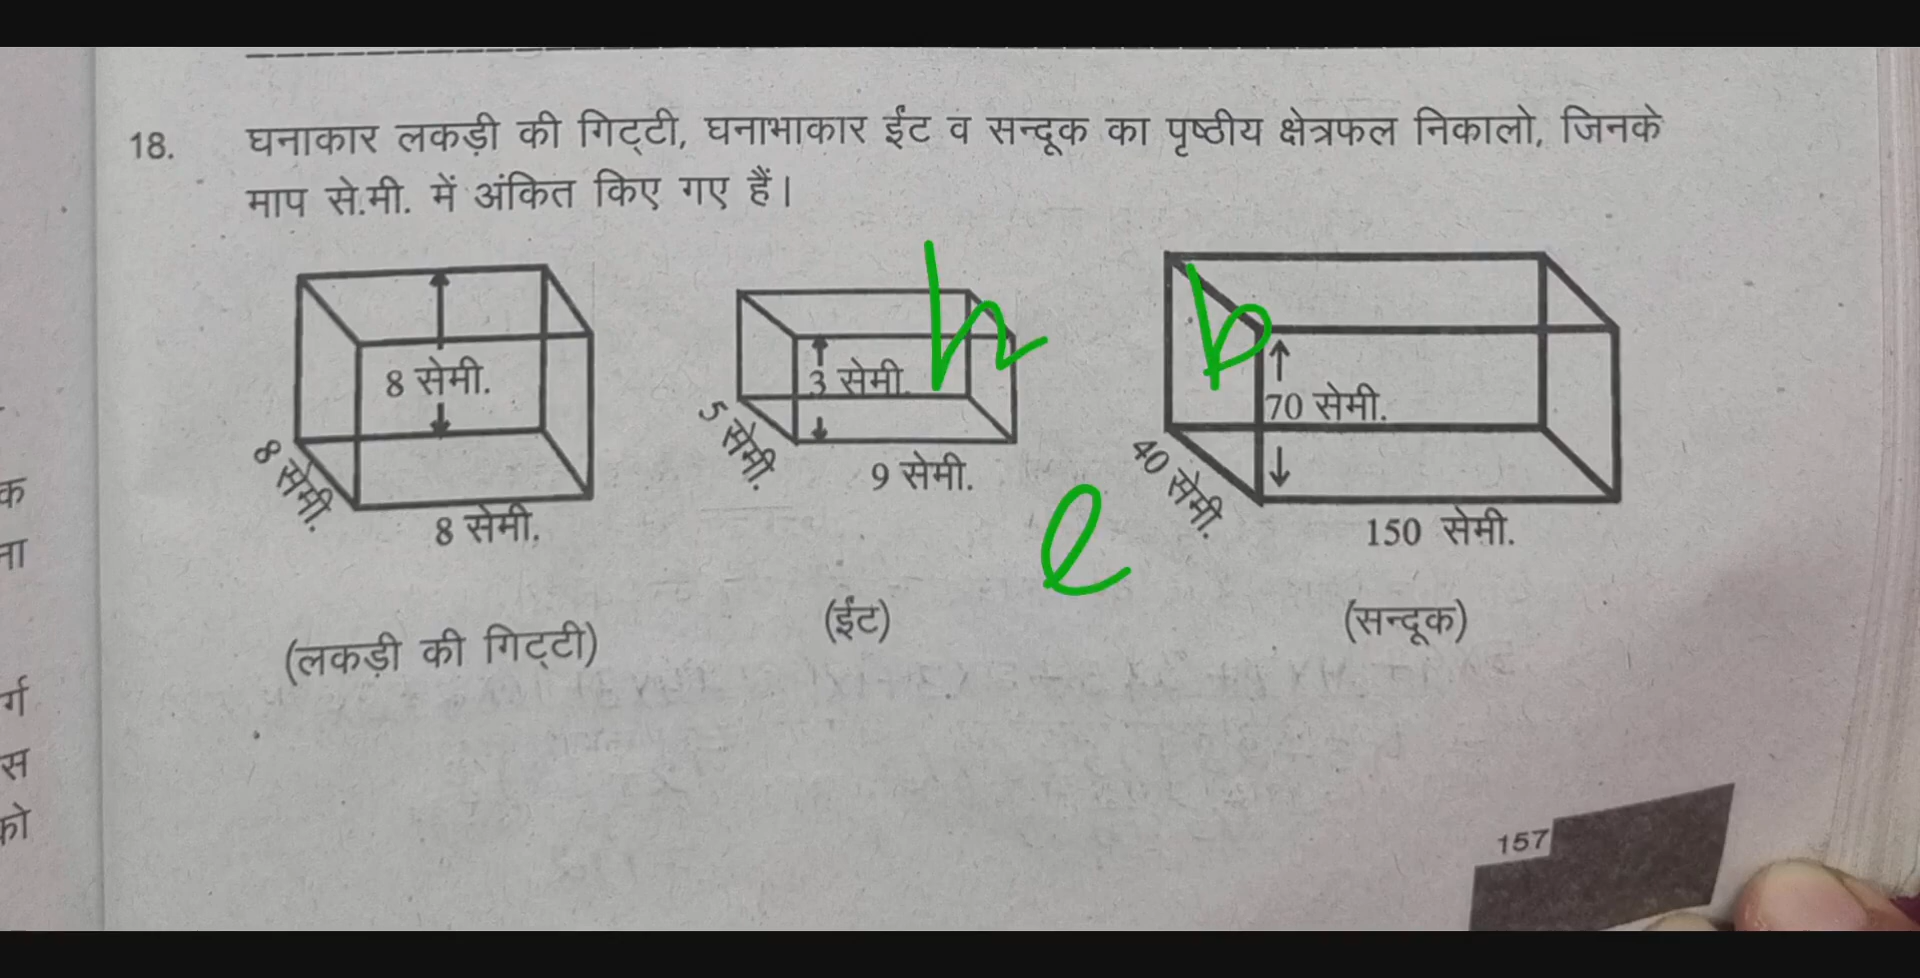 18. घनाकार लकड़ी की गिट्टी, घनाभाकार ईंट व सन्दूक का पृष्ठीय क्षेत्रफल निकालो, जिनके
माप से.मी. में अंकित किए गए हैं।
h
b
8 सेमी.
3 सेमी.
70 सेमी.
8 सेमी.
5 सेमी.
40 सेमी.
8 सेमी.
9 सेमी.
150 सेमी.
l
(लकड़ी की गिट्टी)
(ईंट)
(सन्दूक)
157
क
ना
र्ग
स
को